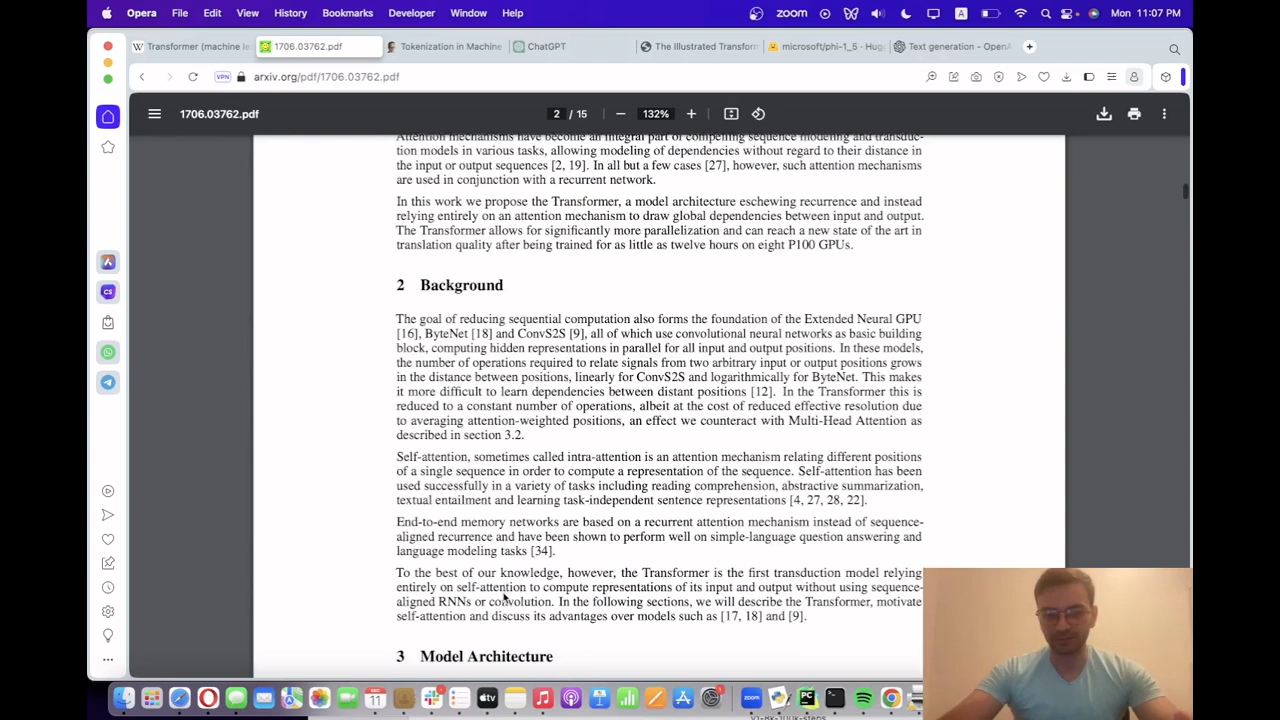 Opera File Edit View History Bookmarks Developer Window Help zoom A Mon 11:07 PM
W Transformer (machine le 1706.03762.pdf Tokenization in Machine ChatGPT The Illustrated Transform microsoft/phi-1_5 · Hug Text generation - OpenA
VPN arxiv.org/pdf/1706.03762.pdf
1706.03762.pdf 2 / 15 132%
Attention mechanisms have become an integral part of compelling sequence modeling and transduc-
tion models in various tasks, allowing modeling of dependencies without regard to their distance in
the input or output sequences [2, 19]. In all but a few cases [27], however, such attention mechanisms
are used in conjunction with a recurrent network.
In this work we propose the Transformer, a model architecture eschewing recurrence and instead
relying entirely on an attention mechanism to draw global dependencies between input and output.
The Transformer allows for significantly more parallelization and can reach a new state of the art in
translation quality after being trained for as little as twelve hours on eight P100 GPUs.
2 Background
The goal of reducing sequential computation also forms the foundation of the Extended Neural GPU
[16], ByteNet [18] and ConvS2S [9], all of which use convolutional neural networks as basic building
block, computing hidden representations in parallel for all input and output positions. In these models,
the number of operations required to relate signals from two arbitrary input or output positions grows
in the distance between positions, linearly for ConvS2S and logarithmically for ByteNet. This makes
it more difficult to learn dependencies between distant positions [12]. In the Transformer this is
reduced to a constant number of operations, albeit at the cost of reduced effective resolution due
to averaging attention-weighted positions, an effect we counteract with Multi-Head Attention as
described in section 3.2.
Self-attention, sometimes called intra-attention is an attention mechanism relating different positions
of a single sequence in order to compute a representation of the sequence. Self-attention has been
used successfully in a variety of tasks including reading comprehension, abstractive summarization,
textual entailment and learning task-independent sentence representations [4, 27, 28, 22].
End-to-end memory networks are based on a recurrent attention mechanism instead of sequence-
aligned recurrence and have been shown to perform well on simple-language question answering and
language modeling tasks [34].
To the best of our knowledge, however, the Transformer is the first transduction model relying
entirely on self-attention to compute representations of its input and output without using sequence-
aligned RNNs or convolution. In the following sections, we will describe the Transformer, motivate
self-attention and discuss its advantages over models such as [17, 18] and [9].
3 Model Architecture